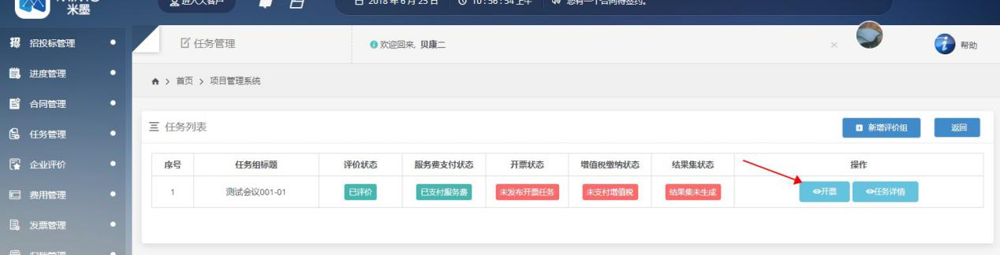 米墨
进入大客户
2018年6月25日
10:56:54 上午
您有一个合同待签约。
招投标管理
进度管理
合同管理
任务管理
企业评价
费用管理
发票管理
任务管理
欢迎回来, 贝康二
×
帮助
首页 > 项目管理系统
任务列表
新增评价组
返回
序号 任务组标题 评价状态 服务费支付状态 开票状态 增值税缴纳状态 结果集状态 操作
1 测试会议001-01 已评价 已支付服务费 未发布开票任务 未支付增值税 结果集未生成 开票 任务详情